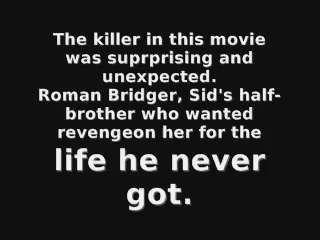 The killer in this movie
was suprprising and
unexpected.
Roman Bridger, Sid's half-
brother who wanted
revengeon her for the
life he never
got.